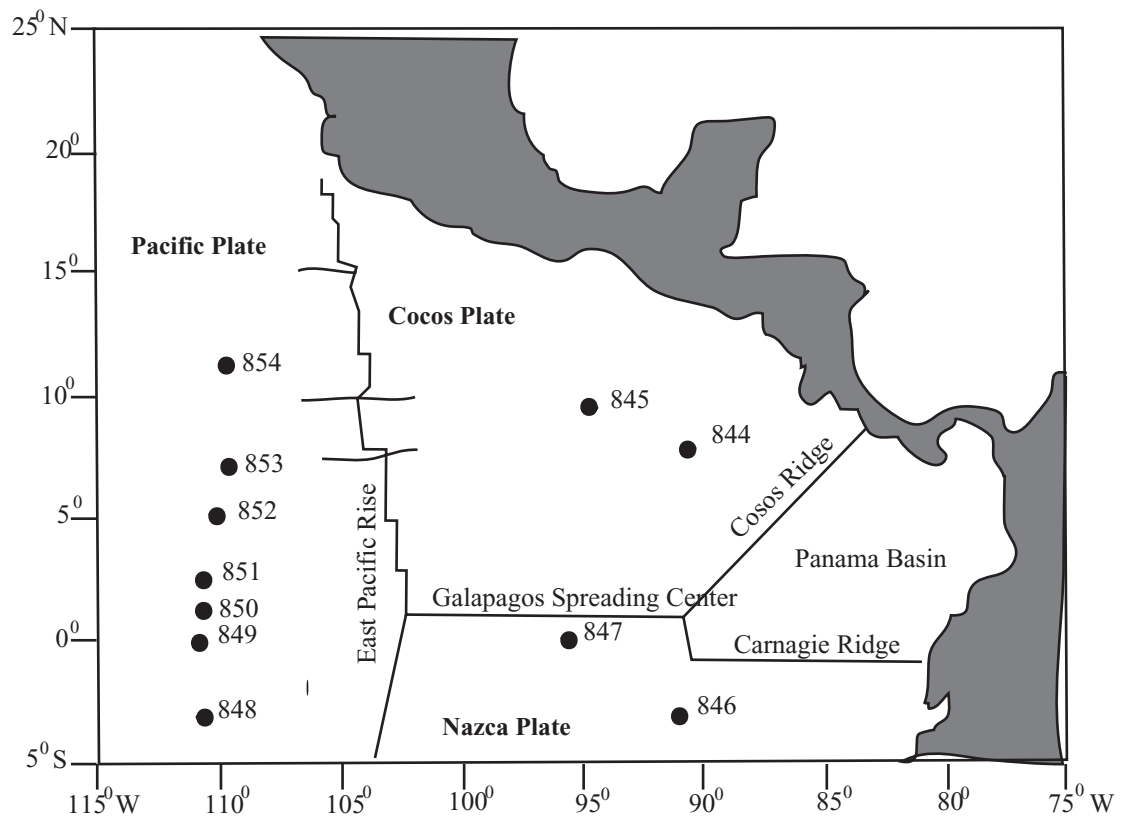 25⁰ N
20⁰
Pacific Plate
15⁰
Cocos Plate
854
10⁰
845
844
853
Cosos Ridge
5⁰
852
East Pacific Rise
Panama Basin
851
Galapagos Spreading Center
850
0⁰
849
847
Carnagie Ridge
848
846
Nazca Plate
5⁰ S
115⁰ W
110⁰
105⁰
100⁰
95⁰
90⁰
85⁰
80⁰
75⁰ W